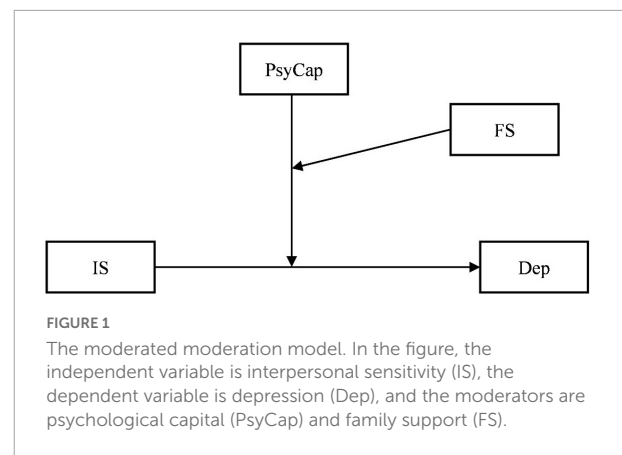 PsyCap
FS
IS
Dep
FIGURE 1
The moderated moderation model. In the figure, the
independent variable is interpersonal sensitivity (IS), the
dependent variable is depression (Dep), and the moderators are
psychological capital (PsyCap) and family support (FS).